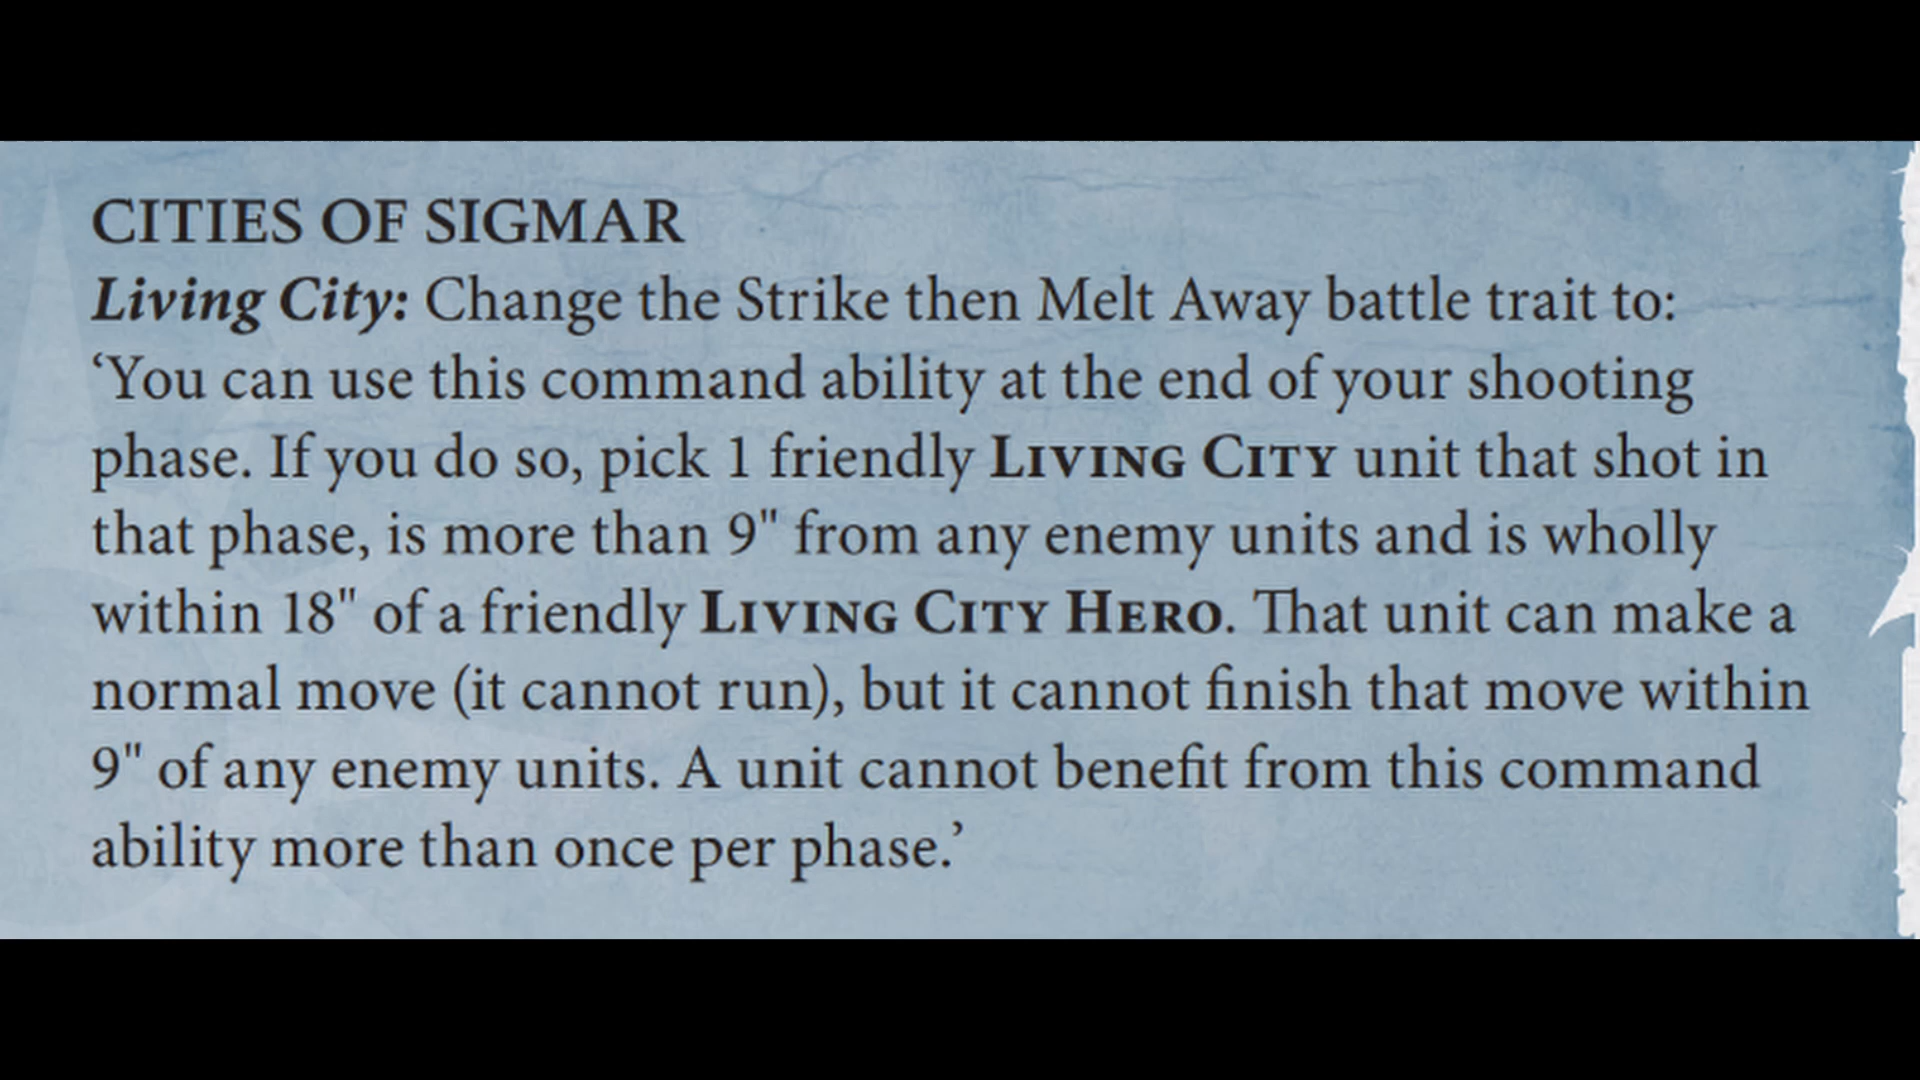 CITIES OF SIGMAR
Living City: Change the Strike then Melt Away battle trait to:
‘You can use this command ability at the end of your shooting
phase. If you do so, pick 1 friendly LIVING CITY unit that shot in
that phase, is more than 9" from any enemy units and is wholly
within 18" of a friendly LIVING CITY HERO. That unit can make a
normal move (it cannot run), but it cannot finish that move within
9" of any enemy units. A unit cannot benefit from this command
ability more than once per phase.’